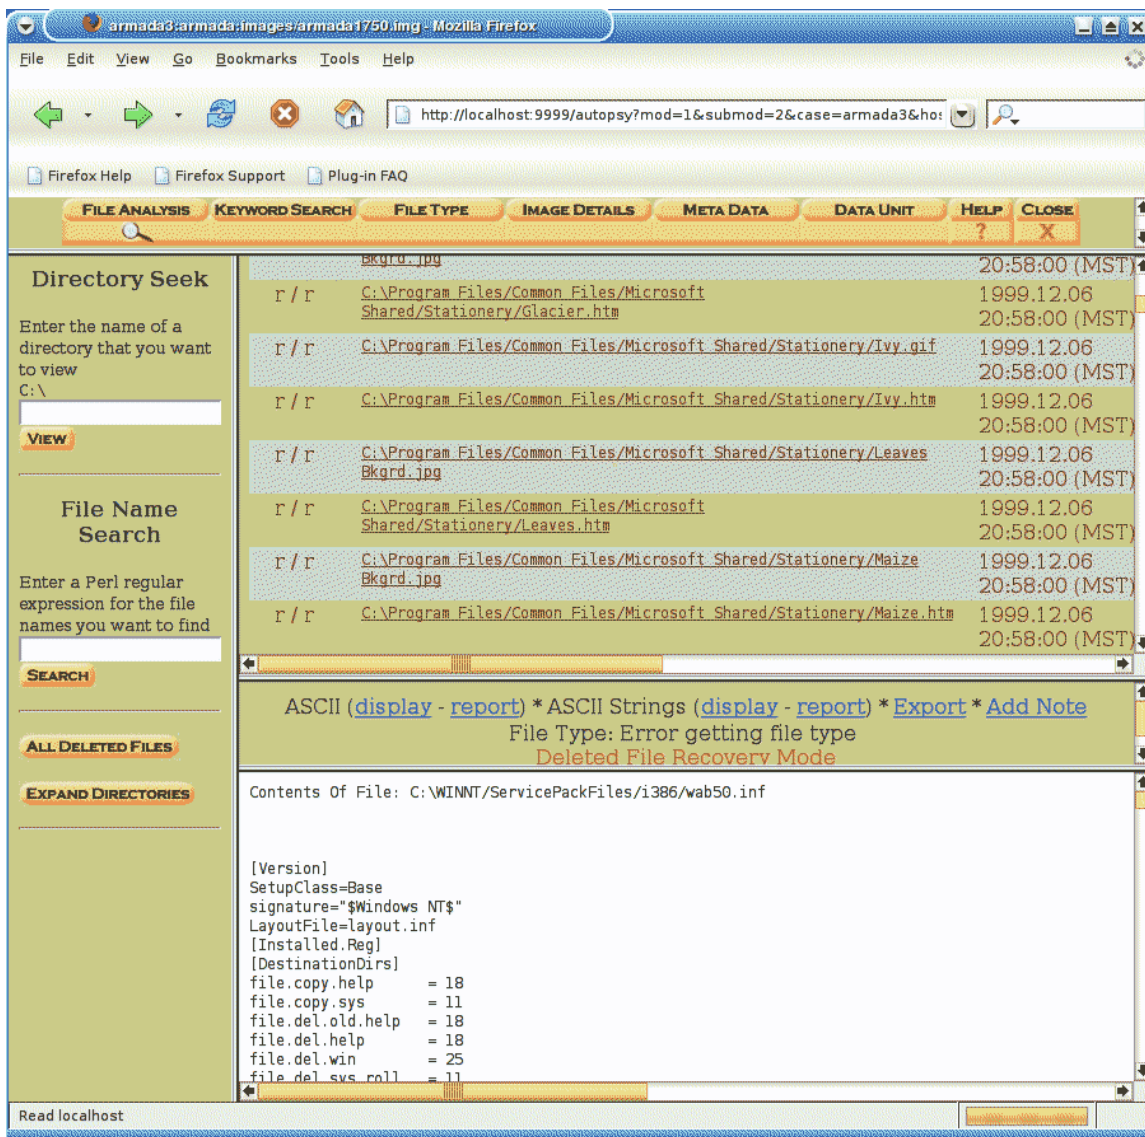 armada3:armada:images/armada1750.img - Mozilla Firefox
File Edit View Go Bookmarks Tools Help
http://localhost:9999/autopsy?mod=1&submod=2&case=armada3&hos
Firefox Help Firefox Support Plug-in FAQ
FILE ANALYSIS KEYWORD SEARCH FILE TYPE IMAGE DETAILS META DATA DATA UNIT HELP CLOSE
? X
Directory Seek
Enter the name of a
directory that you want
to view
C:\
VIEW
File Name
Search
Enter a Perl regular
expression for the file
names you want to find
SEARCH
ALL DELETED FILES
EXPAND DIRECTORIES
Bkgrd.jpg 20:58:00 (MST)
r / r C:\Program Files/Common Files/Microsoft 1999.12.06
Shared/Stationery/Glacier.htm 20:58:00 (MST)
r / r C:\Program Files/Common Files/Microsoft Shared/Stationery/Ivy.gif 1999.12.06
20:58:00 (MST)
r / r C:\Program Files/Common Files/Microsoft Shared/Stationery/Ivy.htm 1999.12.06
20:58:00 (MST)
r / r C:\Program Files/Common Files/Microsoft Shared/Stationery/Leaves 1999.12.06
Bkgrd.jpg 20:58:00 (MST)
r / r C:\Program Files/Common Files/Microsoft 1999.12.06
Shared/Stationery/Leaves.htm 20:58:00 (MST)
r / r C:\Program Files/Common Files/Microsoft Shared/Stationery/Maize 1999.12.06
Bkgrd.jpg 20:58:00 (MST)
r / r C:\Program Files/Common Files/Microsoft Shared/Stationery/Maize.htm 1999.12.06
20:58:00 (MST)
ASCII (display - report) * ASCII Strings (display - report) * Export * Add Note
File Type: Error getting file type
Deleted File Recovery Mode
Contents Of File: C:\WINNT/ServicePackFiles/i386/wab50.inf
[Version]
SetupClass=Base
signature="$Windows NT$"
LayoutFile=layout.inf
[Installed.Reg]
[DestinationDirs]
file.copy.help = 18
file.copy.sys = 11
file.del.old.help = 18
file.del.help = 18
file.del.win = 25
file.del.sys.roll = 11
Read localhost